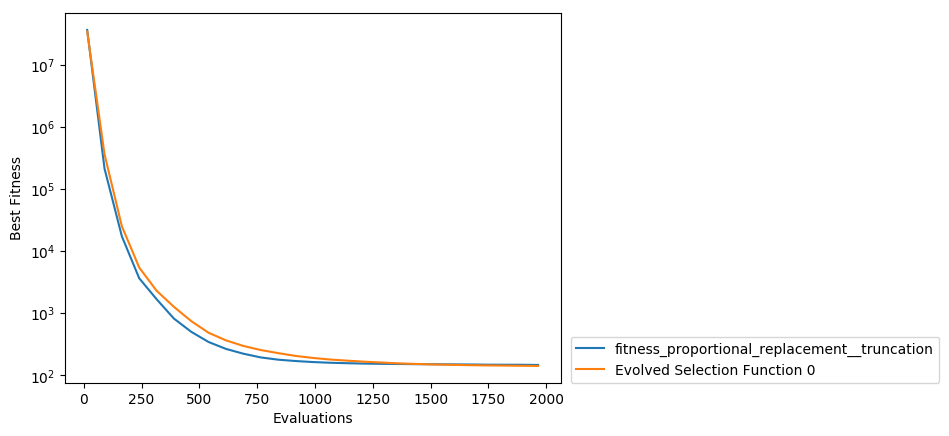 10^7
10^6
10^5
10^4
10^3
10^2
Best Fitness
0 250 500 750 1000 1250 1500 1750 2000
Evaluations
fitness_proportional_replacement__truncation
Evolved Selection Function 0